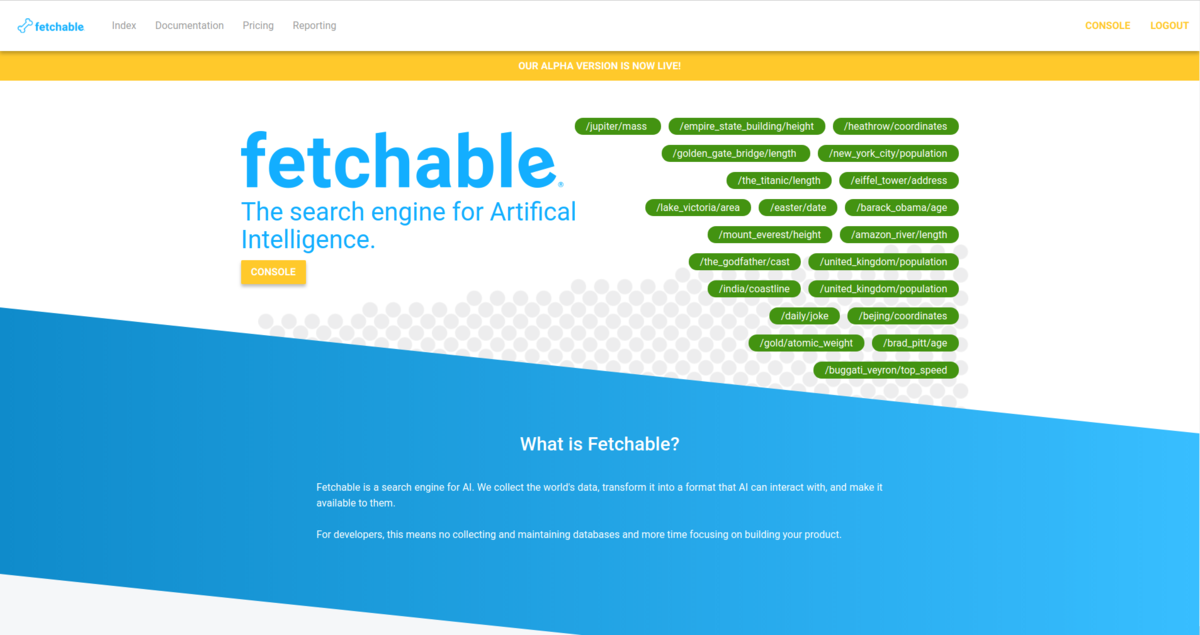 fetchable Index Documentation Pricing Reporting CONSOLE LOGOUT
OUR ALPHA VERSION IS NOW LIVE!
fetchable®
The search engine for Artifical
Intelligence.
CONSOLE
/jupiter/mass /empire_state_building/height /heathrow/coordinates
/golden_gate_bridge/length /new_york_city/population
/the_titanic/length /eiffel_tower/address
/lake_victoria/area /easter/date /barack_obama/age
/mount_everest/height /amazon_river/length
/the_godfather/cast /united_kingdom/population
/india/coastline /united_kingdom/population
/daily/joke /bejing/coordinates
/gold/atomic_weight /brad_pitt/age
/buggati_veyron/top_speed
What is Fetchable?
Fetchable is a search engine for AI. We collect the world's data, transform it into a format that AI can interact with, and make it
available to them.
For developers, this means no collecting and maintaining databases and more time focusing on building your product.